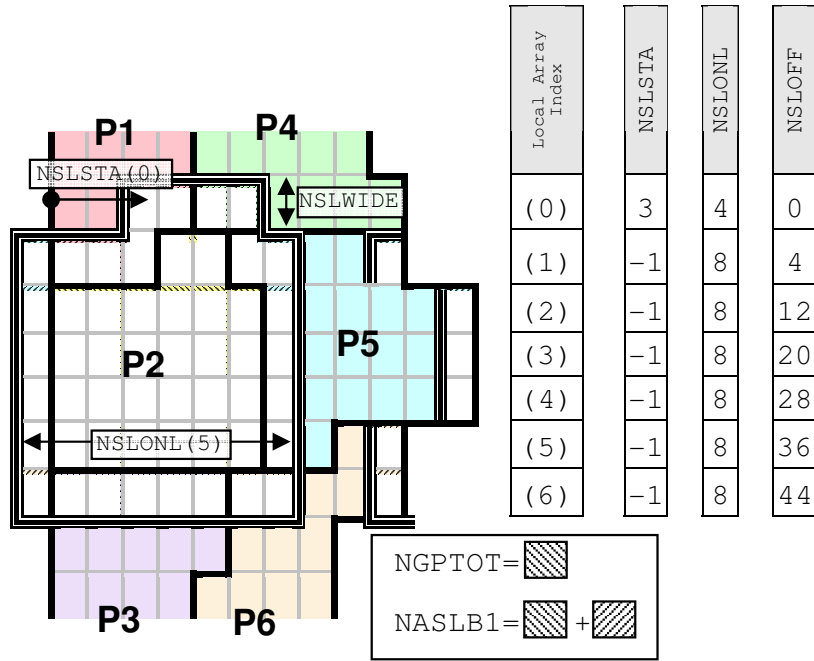 P1
P4
NSLSTA(0)
NSLWIDE
P2
P5
NSLONL(5)
P3
P6
Local Array
Index
NSLSTA
NSLONL
NSLOFF
(0) 3 4 0
(1) -1 8 4
(2) -1 8 12
(3) -1 8 20
(4) -1 8 28
(5) -1 8 36
(6) -1 8 44
NGPTOT=
NASLB1= +